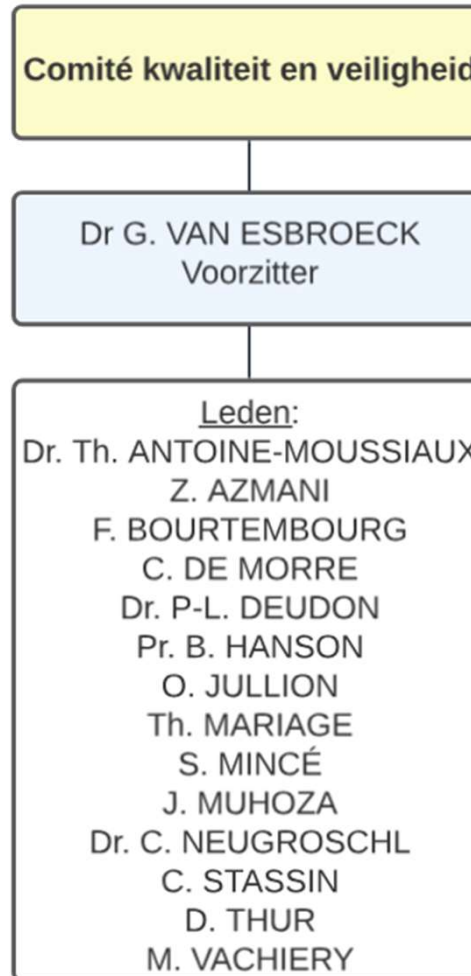 Comité kwaliteit en veiligheid
Dr G. VAN ESBROECK
Voorzitter
Leden:
Dr. Th. ANTOINE-MOUSSIAUX
Z. AZMANI
F. BOURTEMBOURG
C. DE MORRE
Dr. P-L. DEUDON
Pr. B. HANSON
O. JULLION
Th. MARIAGE
S. MINCÉ
J. MUHOZA
Dr. C. NEUGROSCHL
C. STASSIN
D. THUR
M. VACHIERY